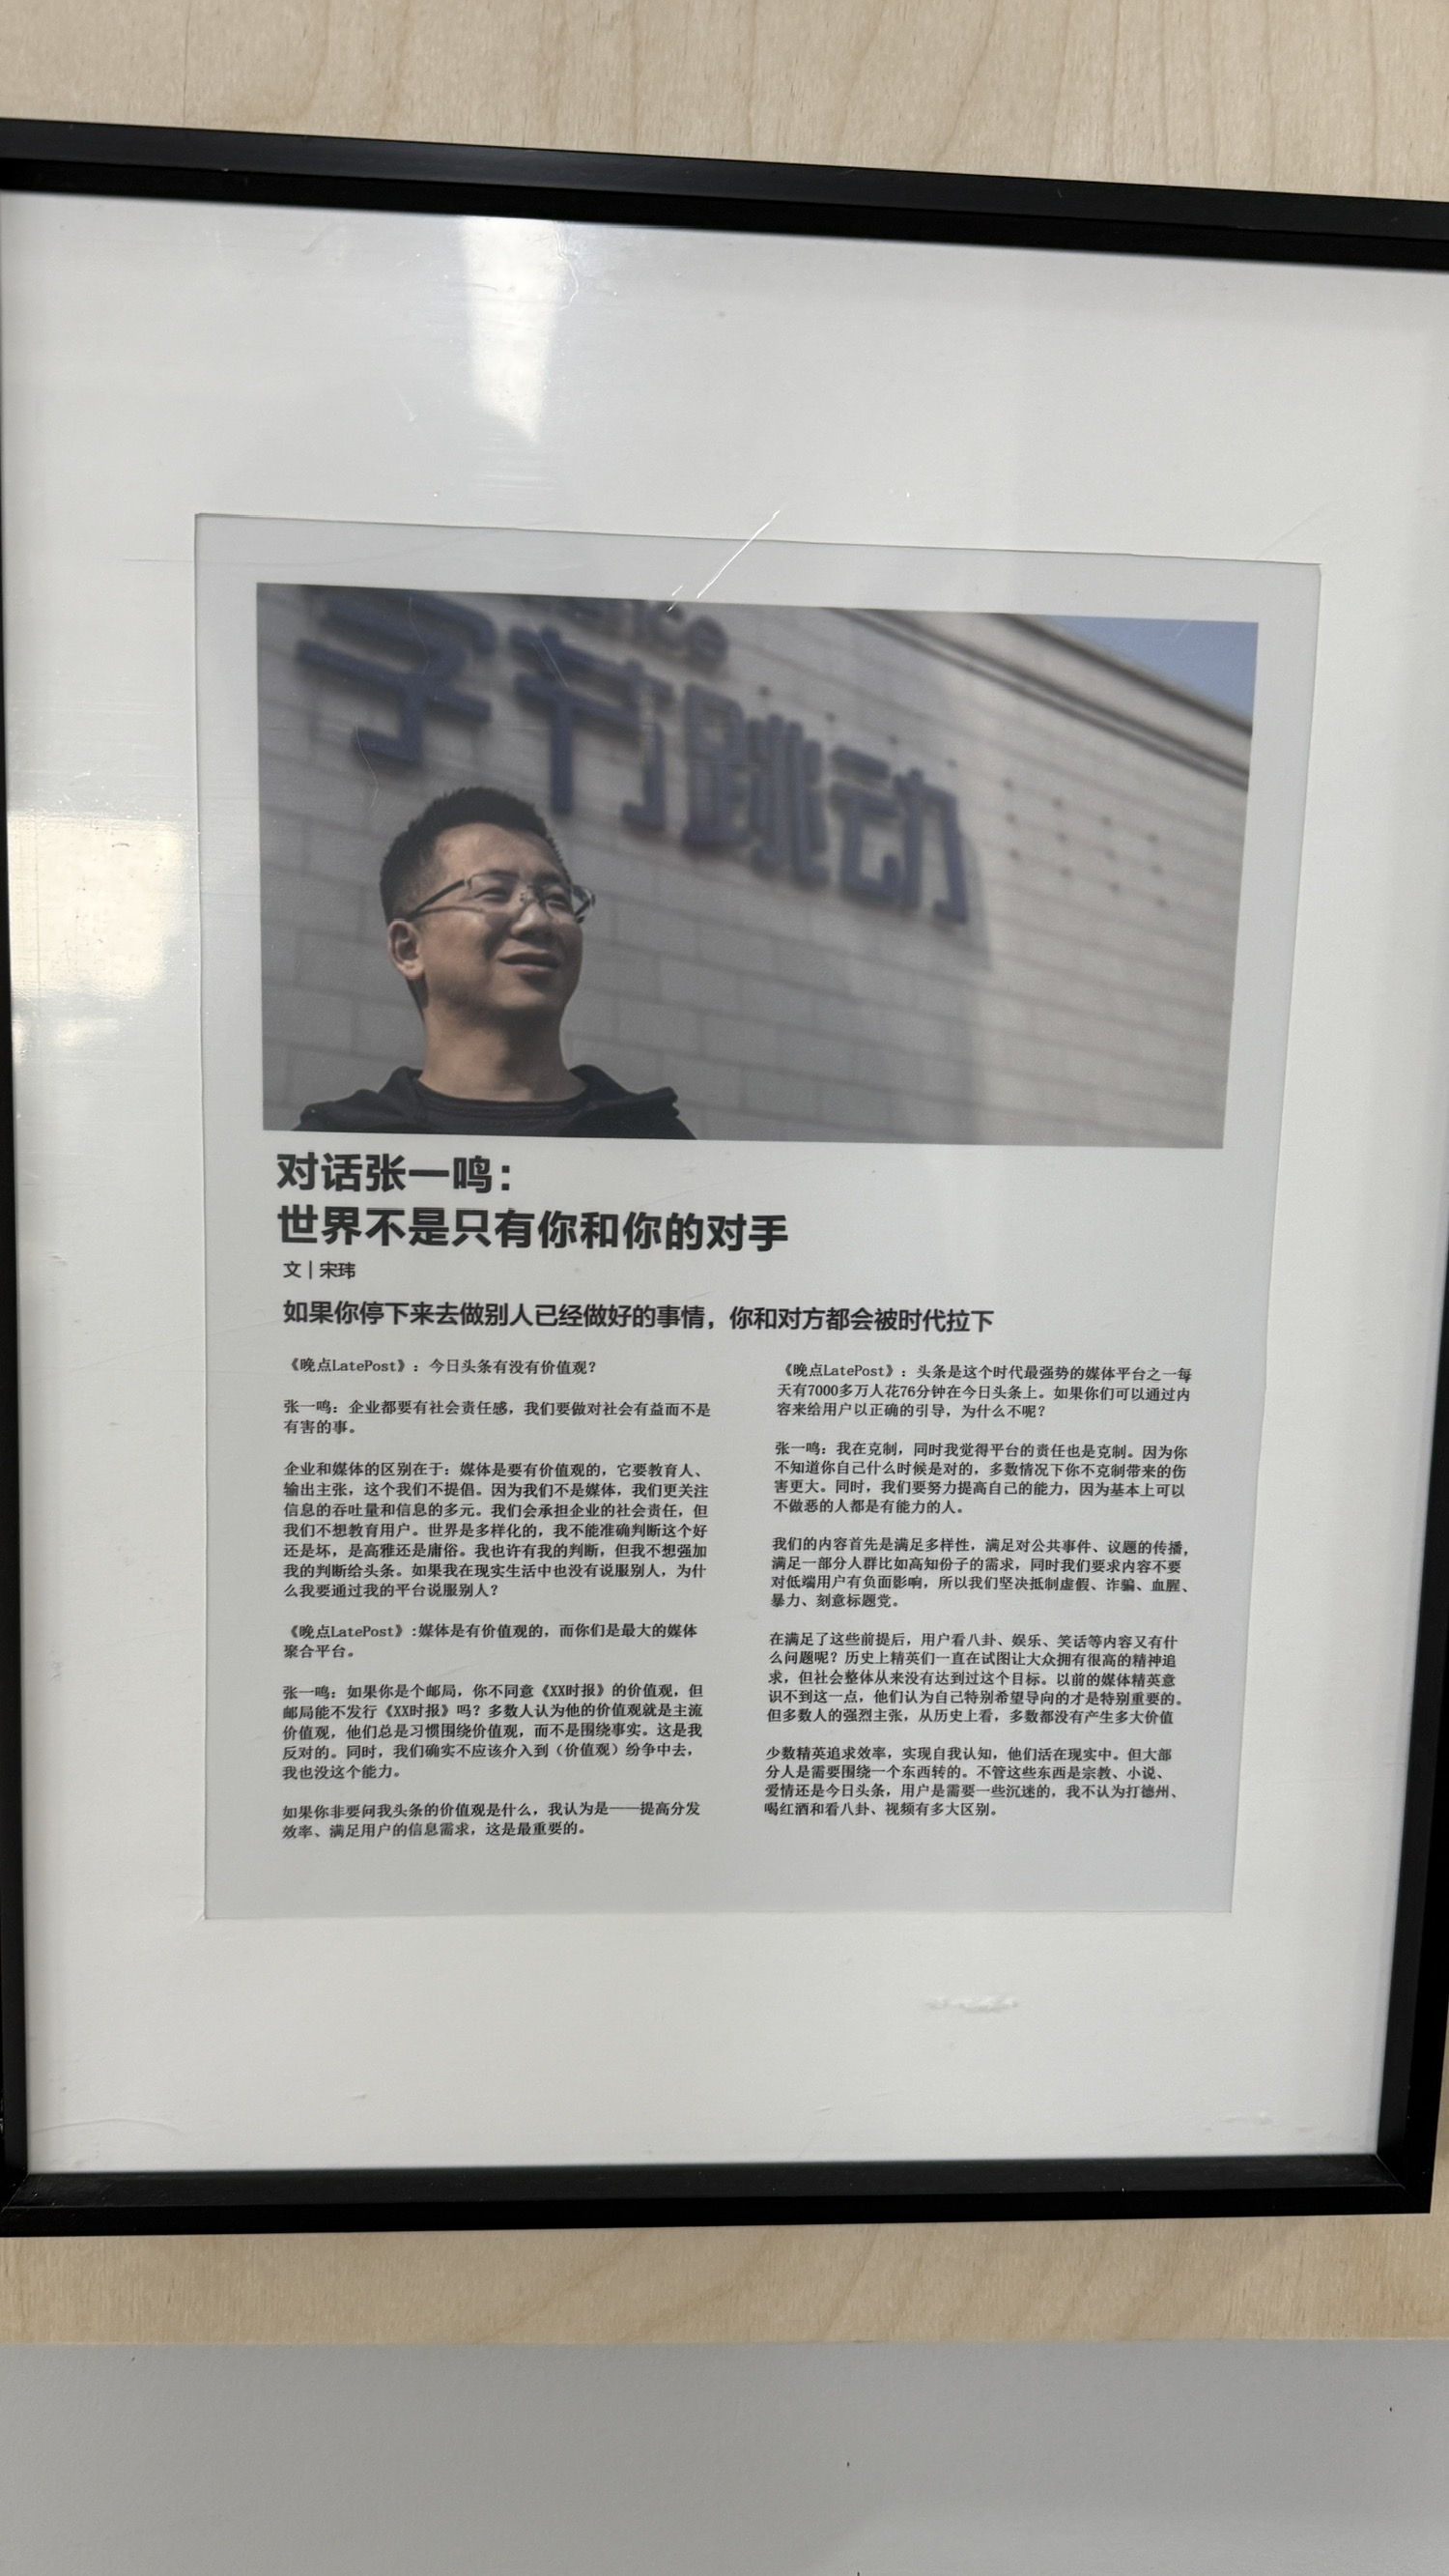 字节跳动
对话张一鸣：
世界不是只有你和你的对手
文｜宋玮
如果你停下来去做别人已经做好的事情，你和对方都会被时代拉下
《晚点LatePost》：今日头条有没有价值观？
张一鸣：企业都要有社会责任感，我们要做对社会有益而不是
有害的事。
企业和媒体的区别在于：媒体是要有价值观的，它要教育人、
输出主张，这个我们不提倡。因为我们不是媒体，我们更关注
信息的吞吐量和信息的多元。我们会承担企业的社会责任，但
我们不想教育用户。世界是多样化的，我不能准确判断这个好
还是坏，是高雅还是庸俗。我也许有我的判断，但我不想强加
我的判断给头条。如果我在现实生活中也没有说服别人，为什
么我要通过我的平台说服别人？
《晚点LatePost》:媒体是有价值观的，而你们是最大的媒体
聚合平台。
张一鸣：如果你是个邮局，你不同意《XX时报》的价值观，但
邮局能不发行《XX时报》吗？多数人认为他的价值观就是主流
价值观，他们总是习惯围绕价值观，而不是围绕事实。这是我
反对的。同时，我们确实不应该介入到（价值观）纷争中去，
我也没这个能力。
如果你非要问我头条的价值观是什么，我认为是——提高分发
效率、满足用户的信息需求，这是最重要的。
《晚点LatePost》：头条是这个时代最强势的媒体平台之一每
天有7000多万人花76分钟在今日头条上。如果你们可以通过内
容来给用户以正确的引导，为什么不呢？
张一鸣：我在克制，同时我觉得平台的责任也是克制。因为你
不知道你自己什么时候是对的，多数情况下你不克制带来的伤
害更大。同时，我们要努力提高自己的能力，因为基本上可以
不做恶的人都是有能力的人。
我们的内容首先是满足多样性，满足对公共事件、议题的传播，
满足一部分人群比如高知份子的需求，同时我们要求内容不要
对低端用户有负面影响，所以我们坚决抵制虚假、诈骗、血腥、
暴力、刻意标题党。
在满足了这些前提后，用户看八卦、娱乐、笑话等内容又有什
么问题呢？历史上精英们一直在试图让大众拥有很高的精神追
求，但社会整体从来没有达到过这个目标。以前的媒体精英意
识不到这一点，他们认为自己特别希望导向的才是特别重要的。
但多数人的强烈主张，从历史上看，多数都没有产生多大价值
少数精英追求效率，实现自我认知，他们活在现实中。但大部
分人是需要围绕一个东西转的。不管这些东西是宗教、小说、
爱情还是今日头条，用户是需要一些沉迷的，我不认为打德州、
喝红酒和看八卦、视频有多大区别。